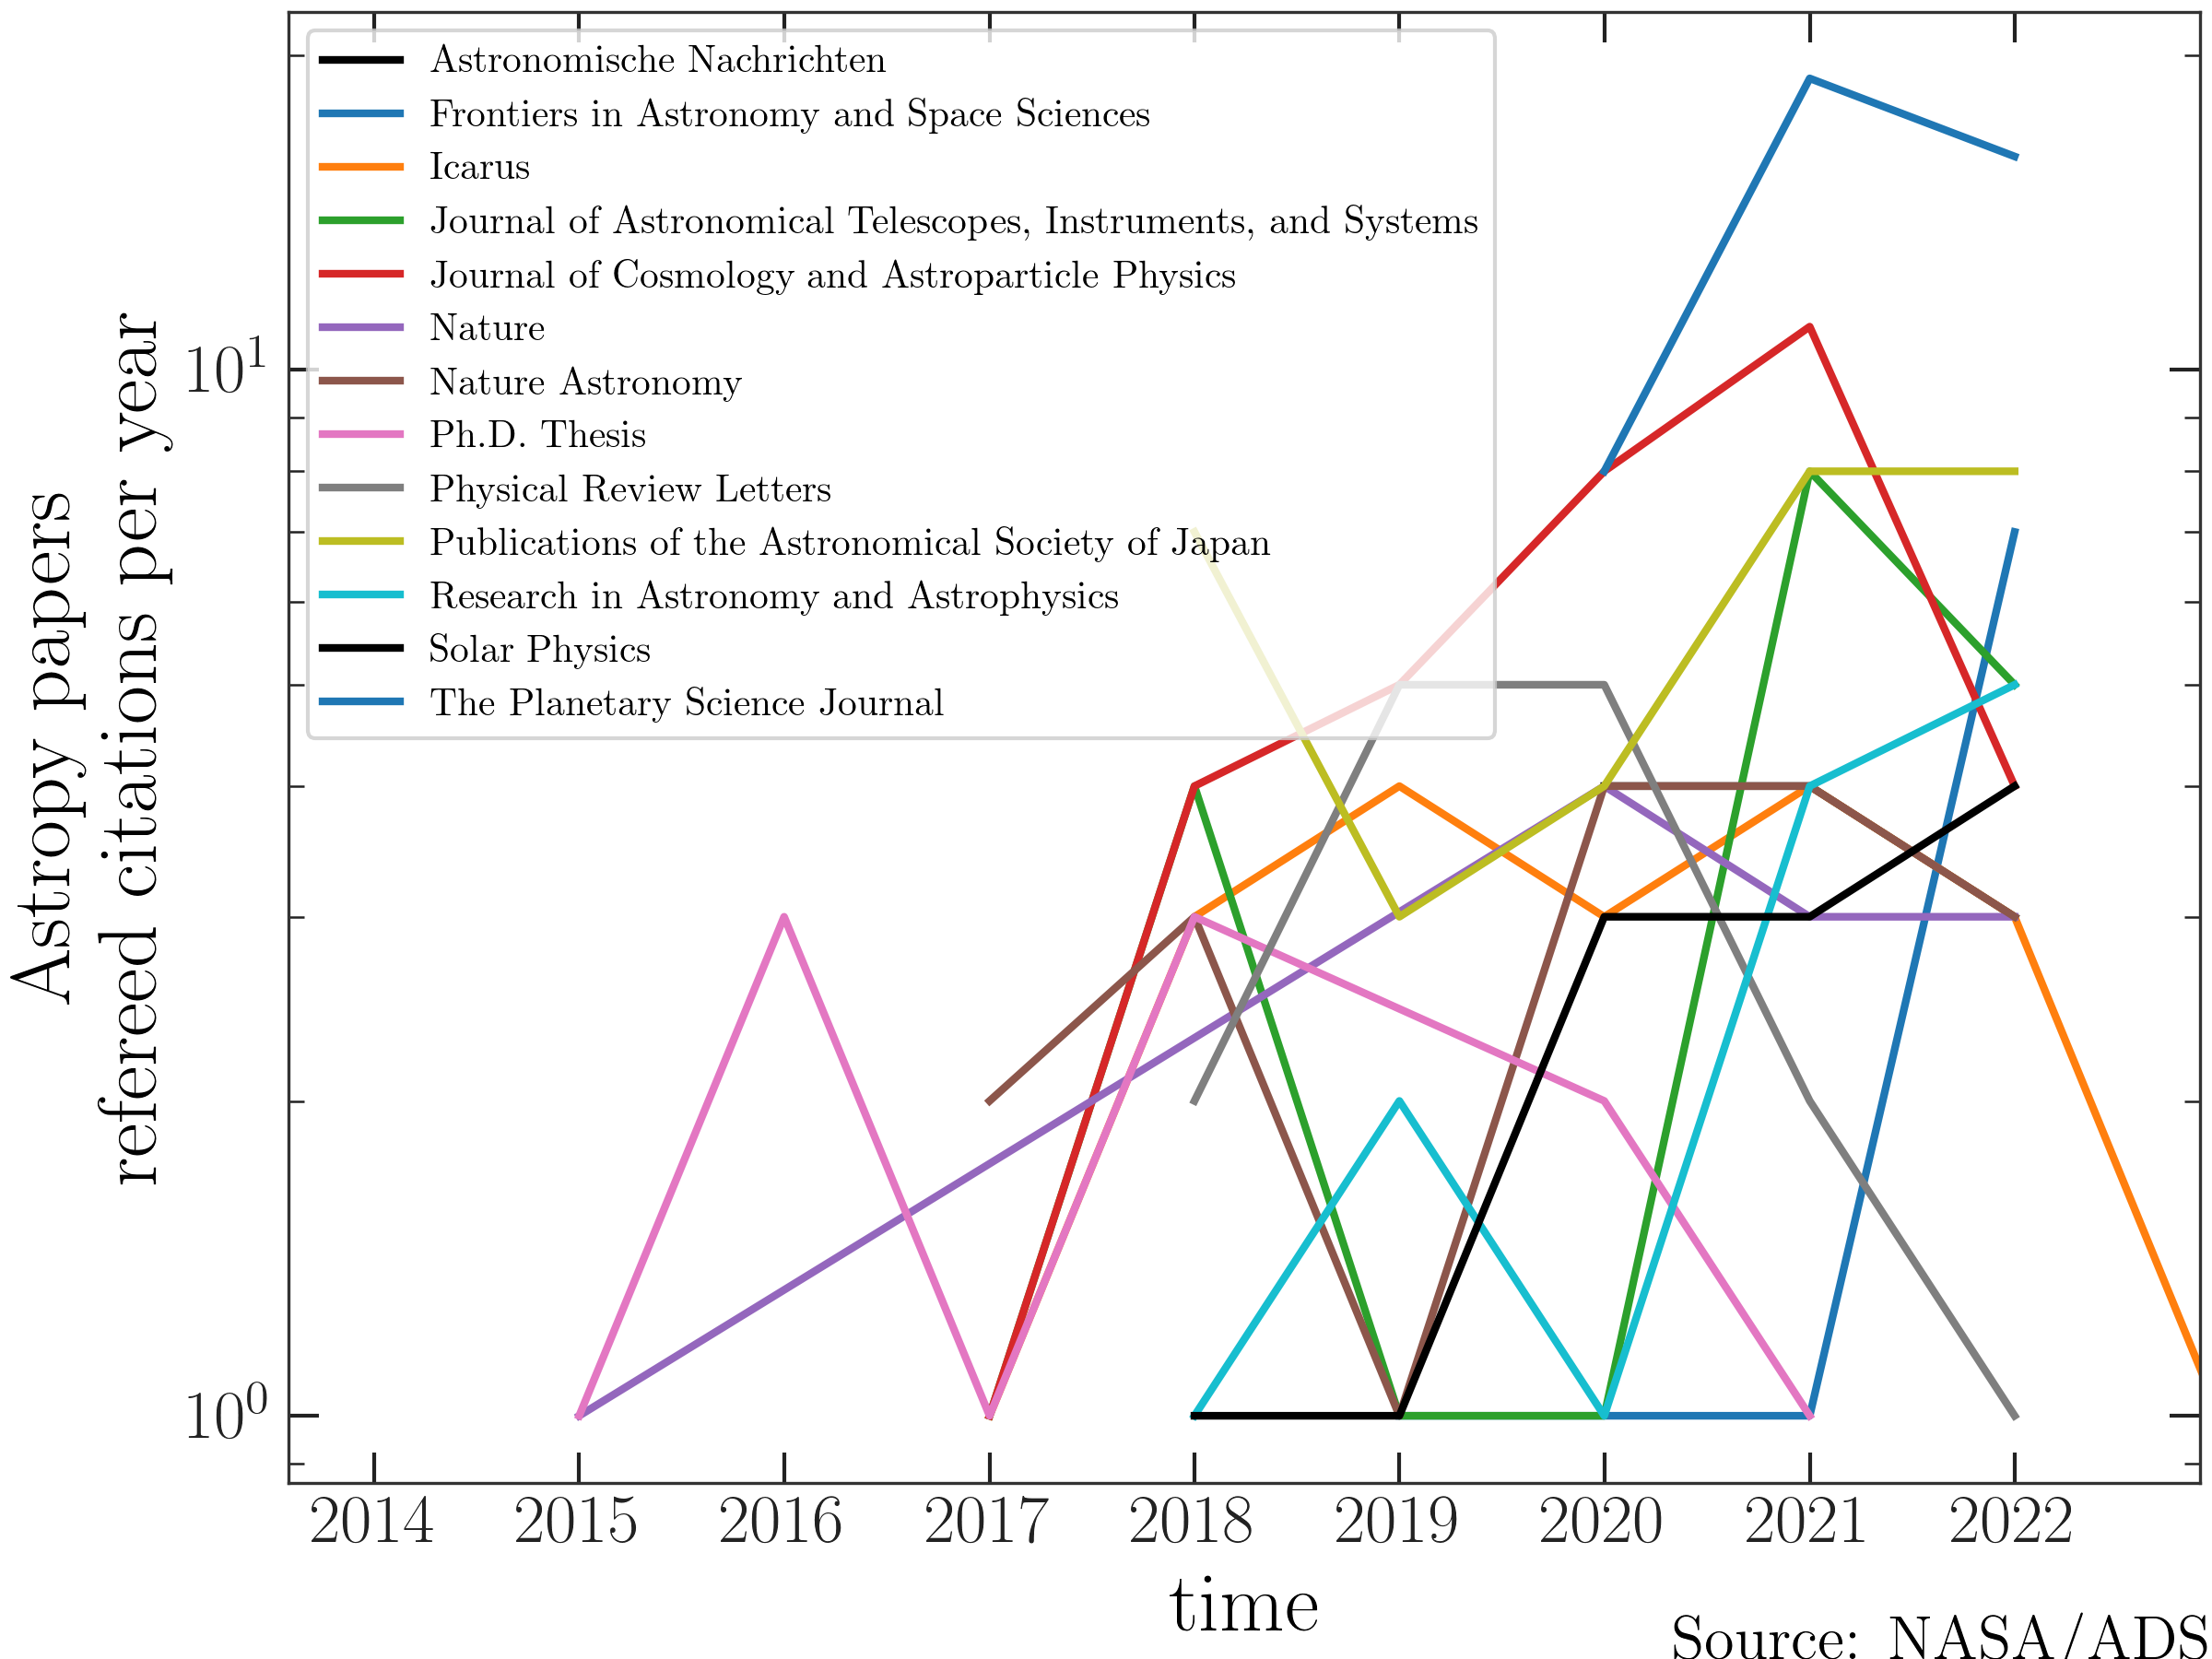 Astronomische Nachrichten
Frontiers in Astronomy and Space Sciences
Icarus
Journal of Astronomical Telescopes, Instruments, and Systems
Journal of Cosmology and Astroparticle Physics
Nature
Nature Astronomy
Ph.D. Thesis
Physical Review Letters
Publications of the Astronomical Society of Japan
Research in Astronomy and Astrophysics
Solar Physics
The Planetary Science Journal
Astropy papers
refereed citations per year
10¹
10⁰
2014 2015 2016 2017 2018 2019 2020 2021 2022
time
Source: NASA/ADS